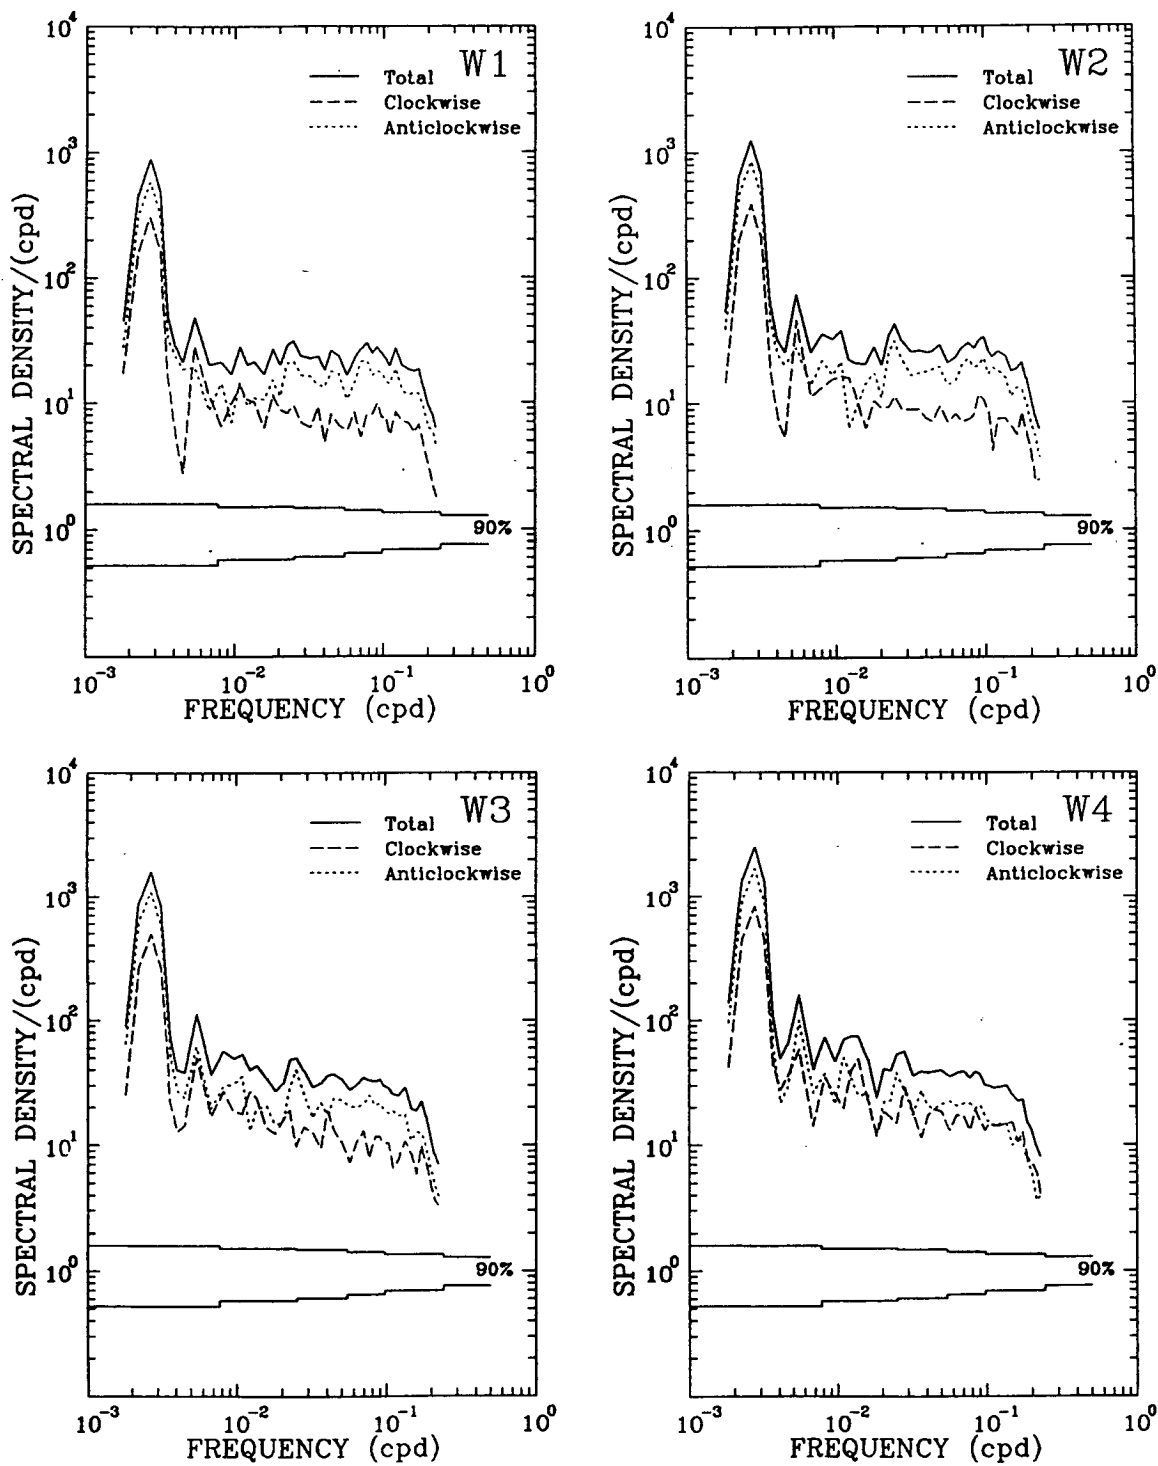 W1
Total
Clockwise
Anticlockwise
SPECTRAL DENSITY/(cpd)
10⁴
10³
10²
10¹
10⁰
90%
10⁻³ 10⁻² 10⁻¹ 10⁰
FREQUENCY (cpd)
W2
Total
Clockwise
Anticlockwise
SPECTRAL DENSITY/(cpd)
10⁴
10³
10²
10¹
10⁰
90%
10⁻³ 10⁻² 10⁻¹ 10⁰
FREQUENCY (cpd)
W3
Total
Clockwise
Anticlockwise
SPECTRAL DENSITY/(cpd)
10⁴
10³
10²
10¹
10⁰
90%
10⁻³ 10⁻² 10⁻¹ 10⁰
FREQUENCY (cpd)
W4
Total
Clockwise
Anticlockwise
SPECTRAL DENSITY/(cpd)
10⁴
10³
10²
10¹
10⁰
90%
10⁻³ 10⁻² 10⁻¹ 10⁰
FREQUENCY (cpd)